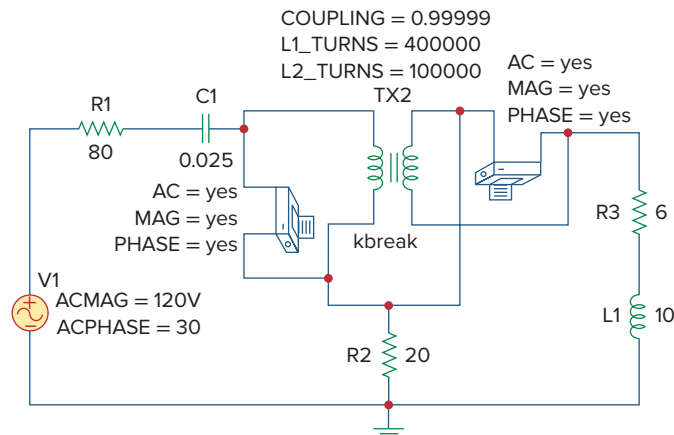 COUPLING = 0.99999
L1_TURNS = 400000
L2_TURNS = 100000
TX2
AC = yes
MAG = yes
PHASE = yes
R1
80
C1
0.025
AC = yes
MAG = yes
PHASE = yes
kbreak
R3
6
V1
+
−
ACMAG = 120V
ACPHASE = 30
L1
10
R2
20